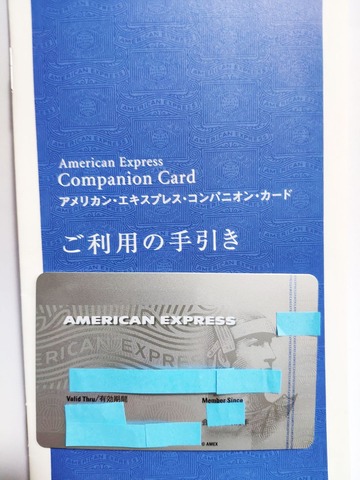 American Express
Companion Card
アメリカン・エキスプレス・コンパニオン・カード
ご利用の手引き
AMERICAN EXPRESS
Valid Thru/有効期限
Member Since
© AMEX